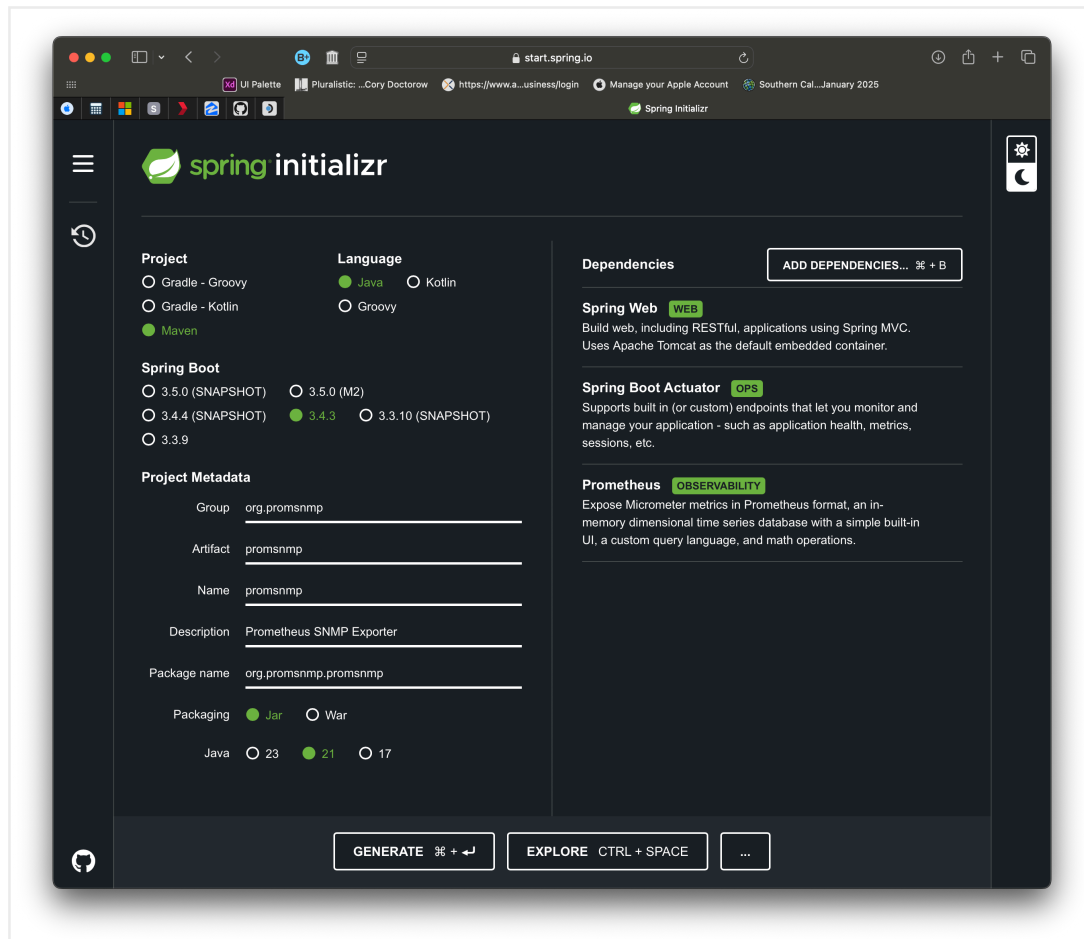 start.spring.io
UI Palette
Pluralistic: ...Cory Doctorow
https://www.a...usiness/login
Manage your Apple Account
Southern Cal...January 2025
S
Spring Initializr
spring initializr
Project
Gradle - Groovy
Gradle - Kotlin
Maven
Language
Java
Kotlin
Groovy
Spring Boot
3.5.0 (SNAPSHOT)
3.5.0 (M2)
3.4.4 (SNAPSHOT)
3.4.3
3.3.10 (SNAPSHOT)
3.3.9
Project Metadata
Group org.promsnmp
Artifact promsnmp
Name promsnmp
Description Prometheus SNMP Exporter
Package name org.promsnmp.promsnmp
Packaging Jar War
Java 23 21 17
Dependencies
ADD DEPENDENCIES... ⌘ + B
Spring Web WEB
Build web, including RESTful, applications using Spring MVC.
Uses Apache Tomcat as the default embedded container.
Spring Boot Actuator OPS
Supports built in (or custom) endpoints that let you monitor and
manage your application - such as application health, metrics,
sessions, etc.
Prometheus OBSERVABILITY
Expose Micrometer metrics in Prometheus format, an in-
memory dimensional time series database with a simple built-in
UI, a custom query language, and math operations.
GENERATE ⌘ + ↵
EXPLORE CTRL + SPACE
...